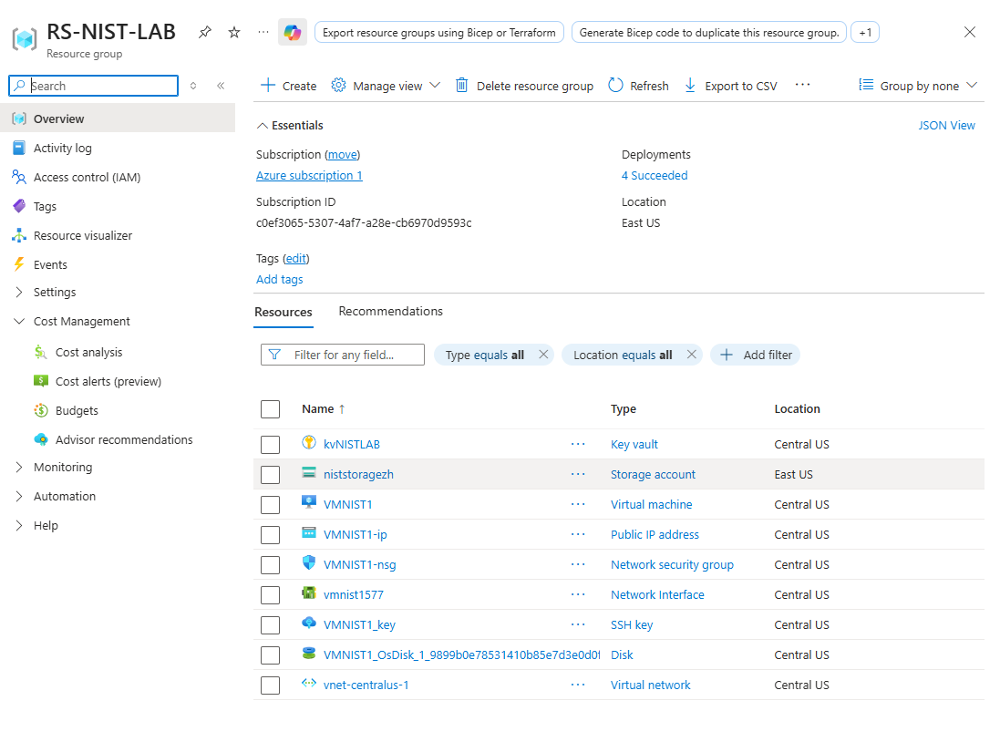 RS-NIST-LAB
Resource group
Export resource groups using Bicep or Terraform
Generate Bicep code to duplicate this resource group.
+1
Search
Overview
Activity log
Access control (IAM)
Tags
Resource visualizer
Events
Settings
Cost Management
Cost analysis
Cost alerts (preview)
Budgets
Advisor recommendations
Monitoring
Automation
Help
Create
Manage view
Delete resource group
Refresh
Export to CSV
Group by none
Essentials
JSON View
Subscription (move)
Azure subscription 1
Subscription ID
c0ef3065-5307-4af7-a28e-cb6970d9593c
Deployments
4 Succeeded
Location
East US
Tags (edit)
Add tags
Resources Recommendations
Filter for any field...
Type equals all
Location equals all
Add filter
Name ↑ Type Location
kvNISTLAB Key vault Central US
niststoragezh Storage account East US
VMNIST1 Virtual machine Central US
VMNIST1-ip Public IP address Central US
VMNIST1-nsg Network security group Central US
vmnist1577 Network Interface Central US
VMNIST1_key SSH key Central US
VMNIST1_OsDisk_1_9899b0e78531410b85e7d3e0d0f Disk Central US
vnet-centralus-1 Virtual network Central US